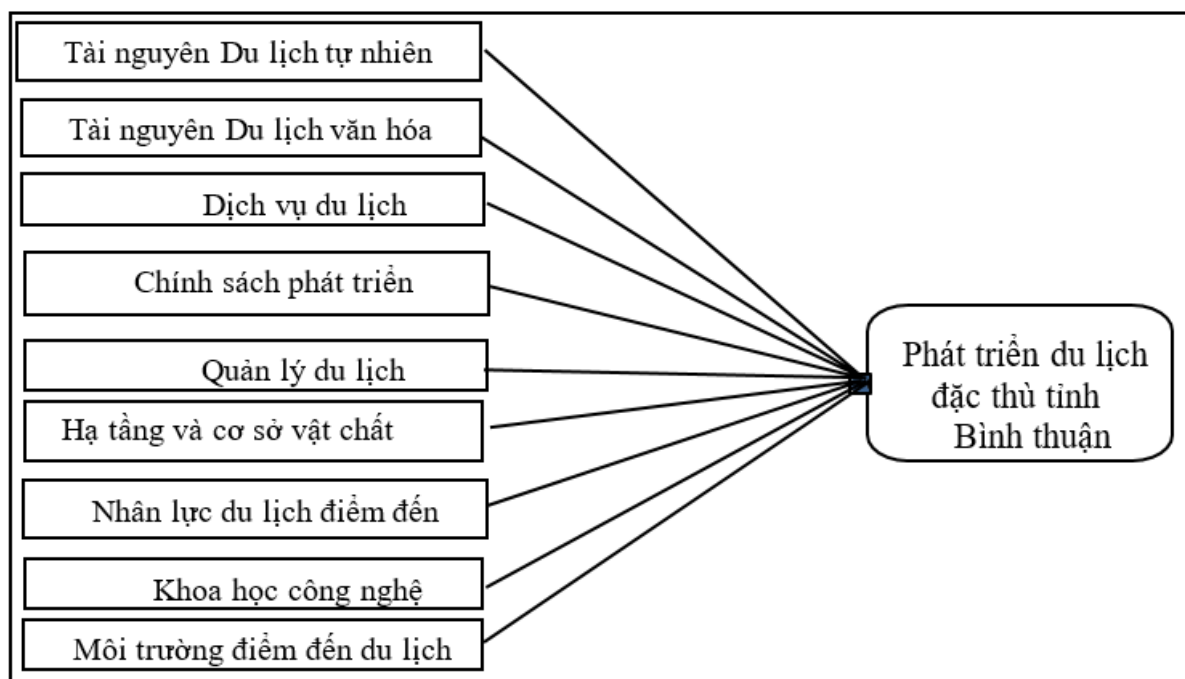 Tài nguyên Du lịch tự nhiên
Tài nguyên Du lịch văn hóa
Dịch vụ du lịch
Chính sách phát triển
Quản lý du lịch
Hạ tầng và cơ sở vật chất
Nhân lực du lịch điểm đến
Khoa học công nghệ
Môi trường điểm đến du lịch
Phát triển du lịch
đặc thù tỉnh
Bình thuận